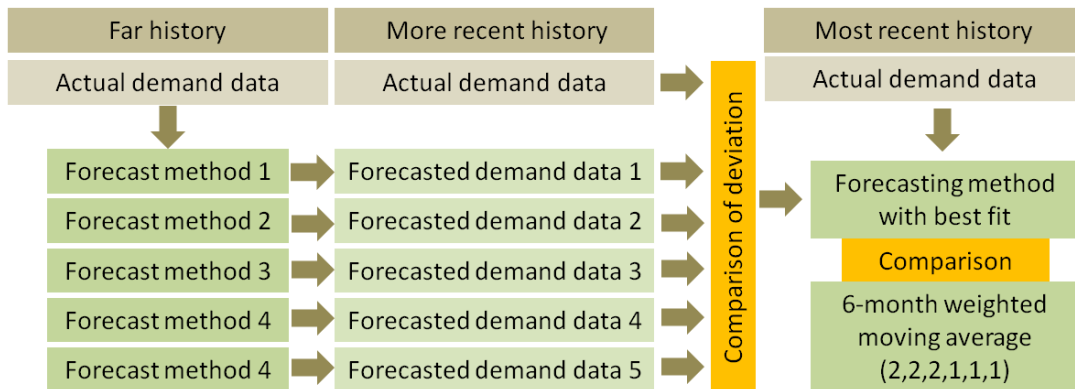 Far history
More recent history
Most recent history
Actual demand data
Actual demand data
Actual demand data
Forecast method 1
Forecasted demand data 1
Forecast method 2
Forecasted demand data 2
Forecast method 3
Forecasted demand data 3
Forecast method 4
Forecasted demand data 4
Forecast method 4
Forecasted demand data 5
Comparison of deviation
Forecasting method
with best fit
Comparison
6-month weighted
moving average
(2,2,2,1,1,1)